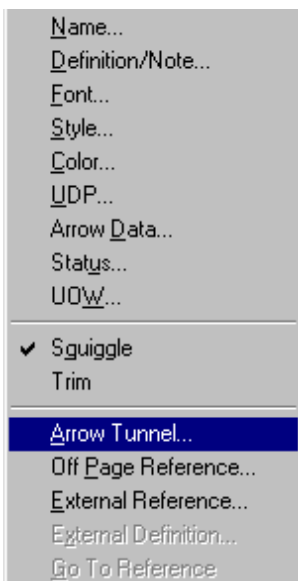 Name...
Definition/Note...
Font...
Style...
Color...
UDP...
Arrow Data...
Status...
UOW...
Squiggle
Trim
Arrow Tunnel...
Off Page Reference...
External Reference...
External Definition...
Go To Reference